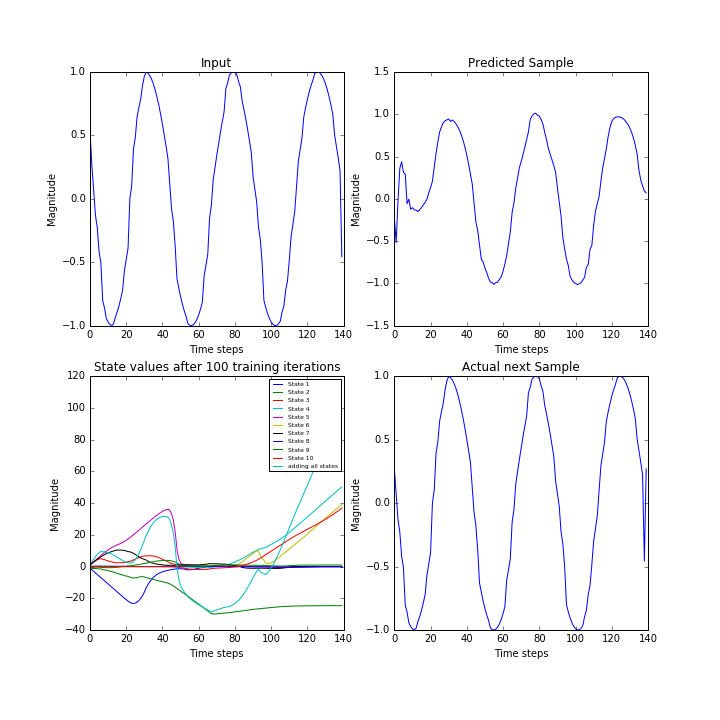 Input
Magnitude
1.0
0.5
0.0
−0.5
−1.0
0 20 40 60 80 100 120 140
Time steps
Predicted Sample
Magnitude
1.5
1.0
0.5
0.0
−0.5
−1.0
−1.5
0 20 40 60 80 100 120 140
Time steps
State values after 100 training iterations
Magnitude
120
100
80
60
40
20
0
−20
−40
0 20 40 60 80 100 120 140
Time steps
State 1
State 2
State 3
State 4
State 5
State 6
State 7
State 8
State 9
State 10
adding all states
Actual next Sample
Magnitude
1.0
0.5
0.0
−0.5
−1.0
0 20 40 60 80 100 120 140
Time steps